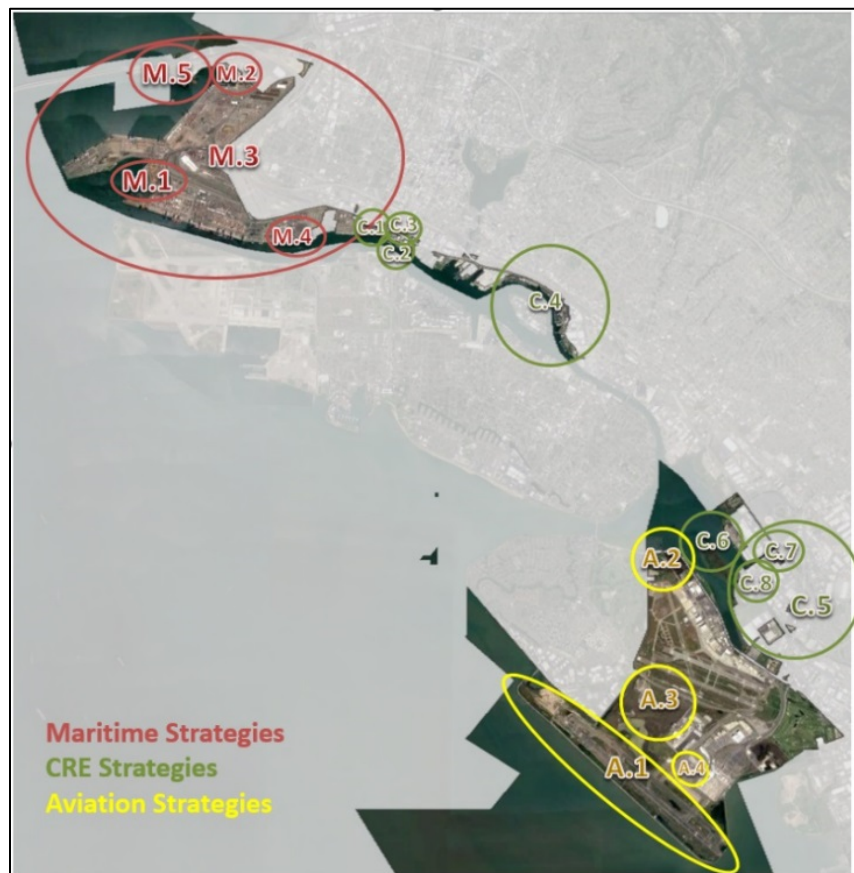 M.5
M.2
M.3
M.1
M.4
C.1
C.3
C.2
C.4
C.6
C.7
A.2
C.8
C.5
A.3
A.1
A.4
Maritime Strategies
CRE Strategies
Aviation Strategies